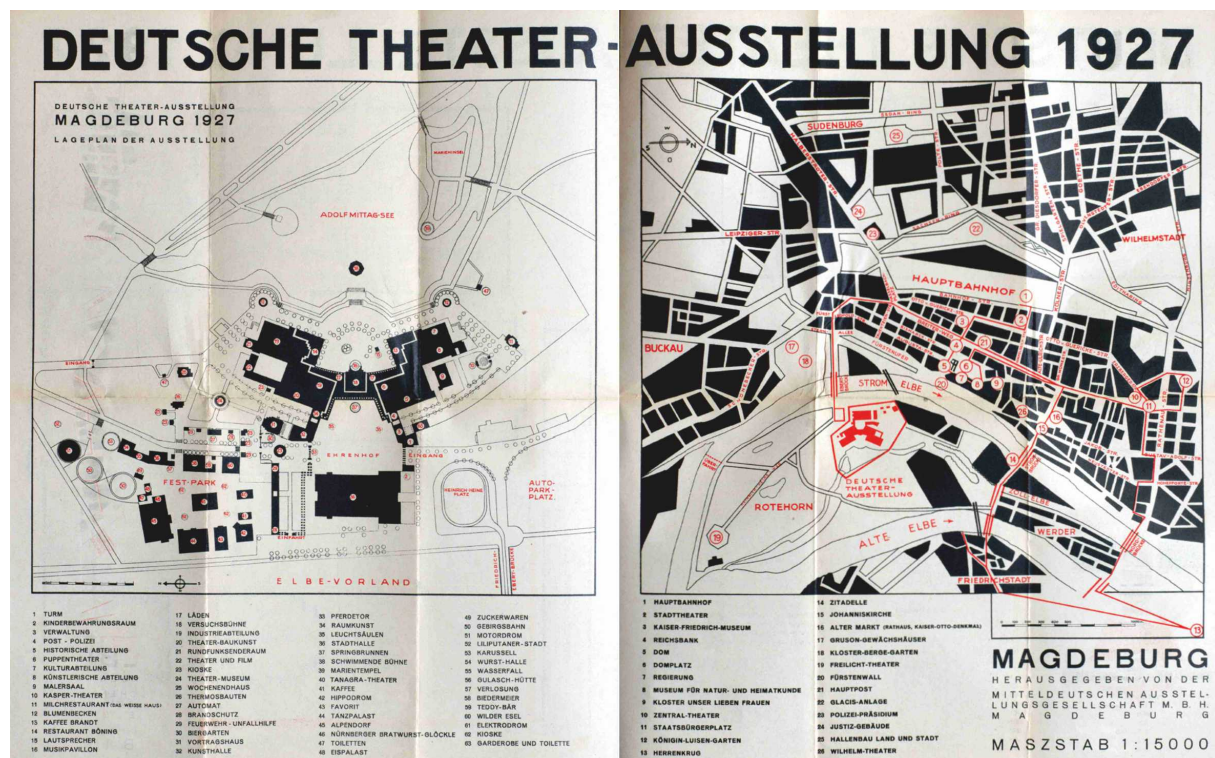 DEUTSCHE THEATER-AUSSTELLUNG 1927
DEUTSCHE THEATER-AUSSTELLUNG
MAGDEBURG 1927
LAGEPLAN DER AUSSTELLUNG
MARIENINSEL
ADOLF MITTAG-SEE
EINGANG
FEST-PARK
EHRENHOF
EINGANG
HEINRICH HEINE PLATZ
AUTO-
PARK-
PLATZ.
EINFAHRT
ELBE-VORLAND
1 TURM
2 KINDERBEWAHRUNGSRAUM
3 VERWALTUNG
4 POST - POLIZEI
5 HISTORISCHE ABTEILUNG
6 PUPPENTHEATER
7 KULTURABTEILUNG
8 KÜNSTLERISCHE ABTEILUNG
9 MALERSAAL
10 KASPER-THEATER
11 MILCHRESTAURANT (DAS WEISSE HAUS)
12 BLUMENBECKEN
13 KAFFEE BRANDT
14 RESTAURANT BÖNING
15 LAUTSPRECHER
16 MUSIKPAVILLON
17 LÄDEN
18 VERSUCHSBÜHNE
19 INDUSTRIEABTEILUNG
20 THEATER-BAUKUNST
21 RUNDFUNKSENDERAUM
22 THEATER UND FILM
23 KIOSKE
24 THEATER-MUSEUM
25 WOCHENENDHAUS
26 THERMOSBAUTEN
27 AUTOMAT
28 BRANDSCHUTZ
29 FEUERWEHR - UNFALLHILFE
30 BIERGARTEN
31 VORTRAGSHAUS
32 KUNSTHALLE
33 PFERDETOR
34 RAUMKUNST
35 LEUCHTSÄULEN
36 STADTHALLE
37 SPRINGBRUNNEN
38 SCHWIMMENDE BÜHNE
39 MARIENTEMPEL
40 TANAGRA-THEATER
41 KAFFEE
42 HIPPODROM
43 FAVORIT
44 TANZPALAST
45 ALPENDORF
46 NÜRNBERGER BRATWURST-GLÖCKLE
47 TOILETTEN
48 EISPALAST
49 ZUCKERWAREN
50 GEBIRGSBAHN
51 MOTORDROM
52 LILIPUTANER-STADT
53 KARUSSELL
54 WURST-HALLE
55 WASSERFALL
56 GULASCH-HÜTTE
57 VERLOSUNG
58 BIEDERMEIER
59 TEDDY-BÄR
60 WILDER ESEL
61 ELEKTRODROM
62 KIOSKE
63 GARDEROBE UND TOILETTE
SUDENBURG
LEIPZIGER-STR.
WILHELMSTADT
HAUPTBAHNHOF
BUCKAU
FÜRSTENUFER
STROM ELBE
DEUTSCHE
THEATER-
AUSSTELLUNG
ROTEHORN
ALTE ELBE
ZOLL ELBE
WERDER
FRIEDRICHSTADT
1 HAUPTBAHNHOF
2 STADTTHEATER
3 KAISER-FRIEDRICH-MUSEUM
4 REICHSBANK
5 DOM
6 DOMPLATZ
7 REGIERUNG
8 MUSEUM FÜR NATUR- UND HEIMATKUNDE
9 KLOSTER UNSER LIEBEN FRAUEN
10 ZENTRAL-THEATER
11 STAATSBÜRGERPLATZ
12 KÖNIGIN-LUISEN-GARTEN
13 HERRENKRUG
14 ZITADELLE
15 JOHANNISKIRCHE
16 ALTER MARKT (RATHAUS, KAISER-OTTO-DENKMAL)
17 GRUSON-GEWÄCHSHÄUSER
18 KLOSTER-BERGE-GARTEN
19 FREILICHT-THEATER
20 FÜRSTENWALL
21 HAUPTPOST
22 GLACIS-ANLAGE
23 POLIZEI-PRÄSIDIUM
24 JUSTIZ-GEBÄUDE
25 HALLENBAU LAND UND STADT
26 WILHELM-THEATER
MAGDEBURG
HERAUSGEGEBEN VON DER
MITTELDEUTSCHEN AUSSTEL-
LUNGSGESELLSCHAFT M. B. H.
MAGDEBURG
MASZSTAB 1:15000